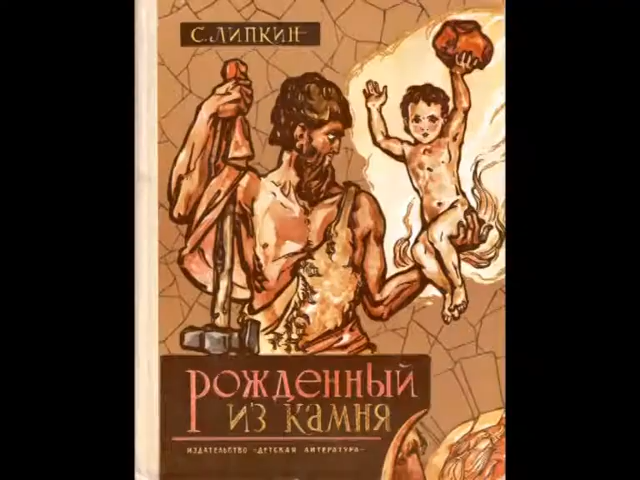 С. ЛИПКИН
РОЖДЕННЫЙ
ИЗ КАМНЯ
ИЗДАТЕЛЬСТВО «ДЕТСКАЯ ЛИТЕРАТУРА»